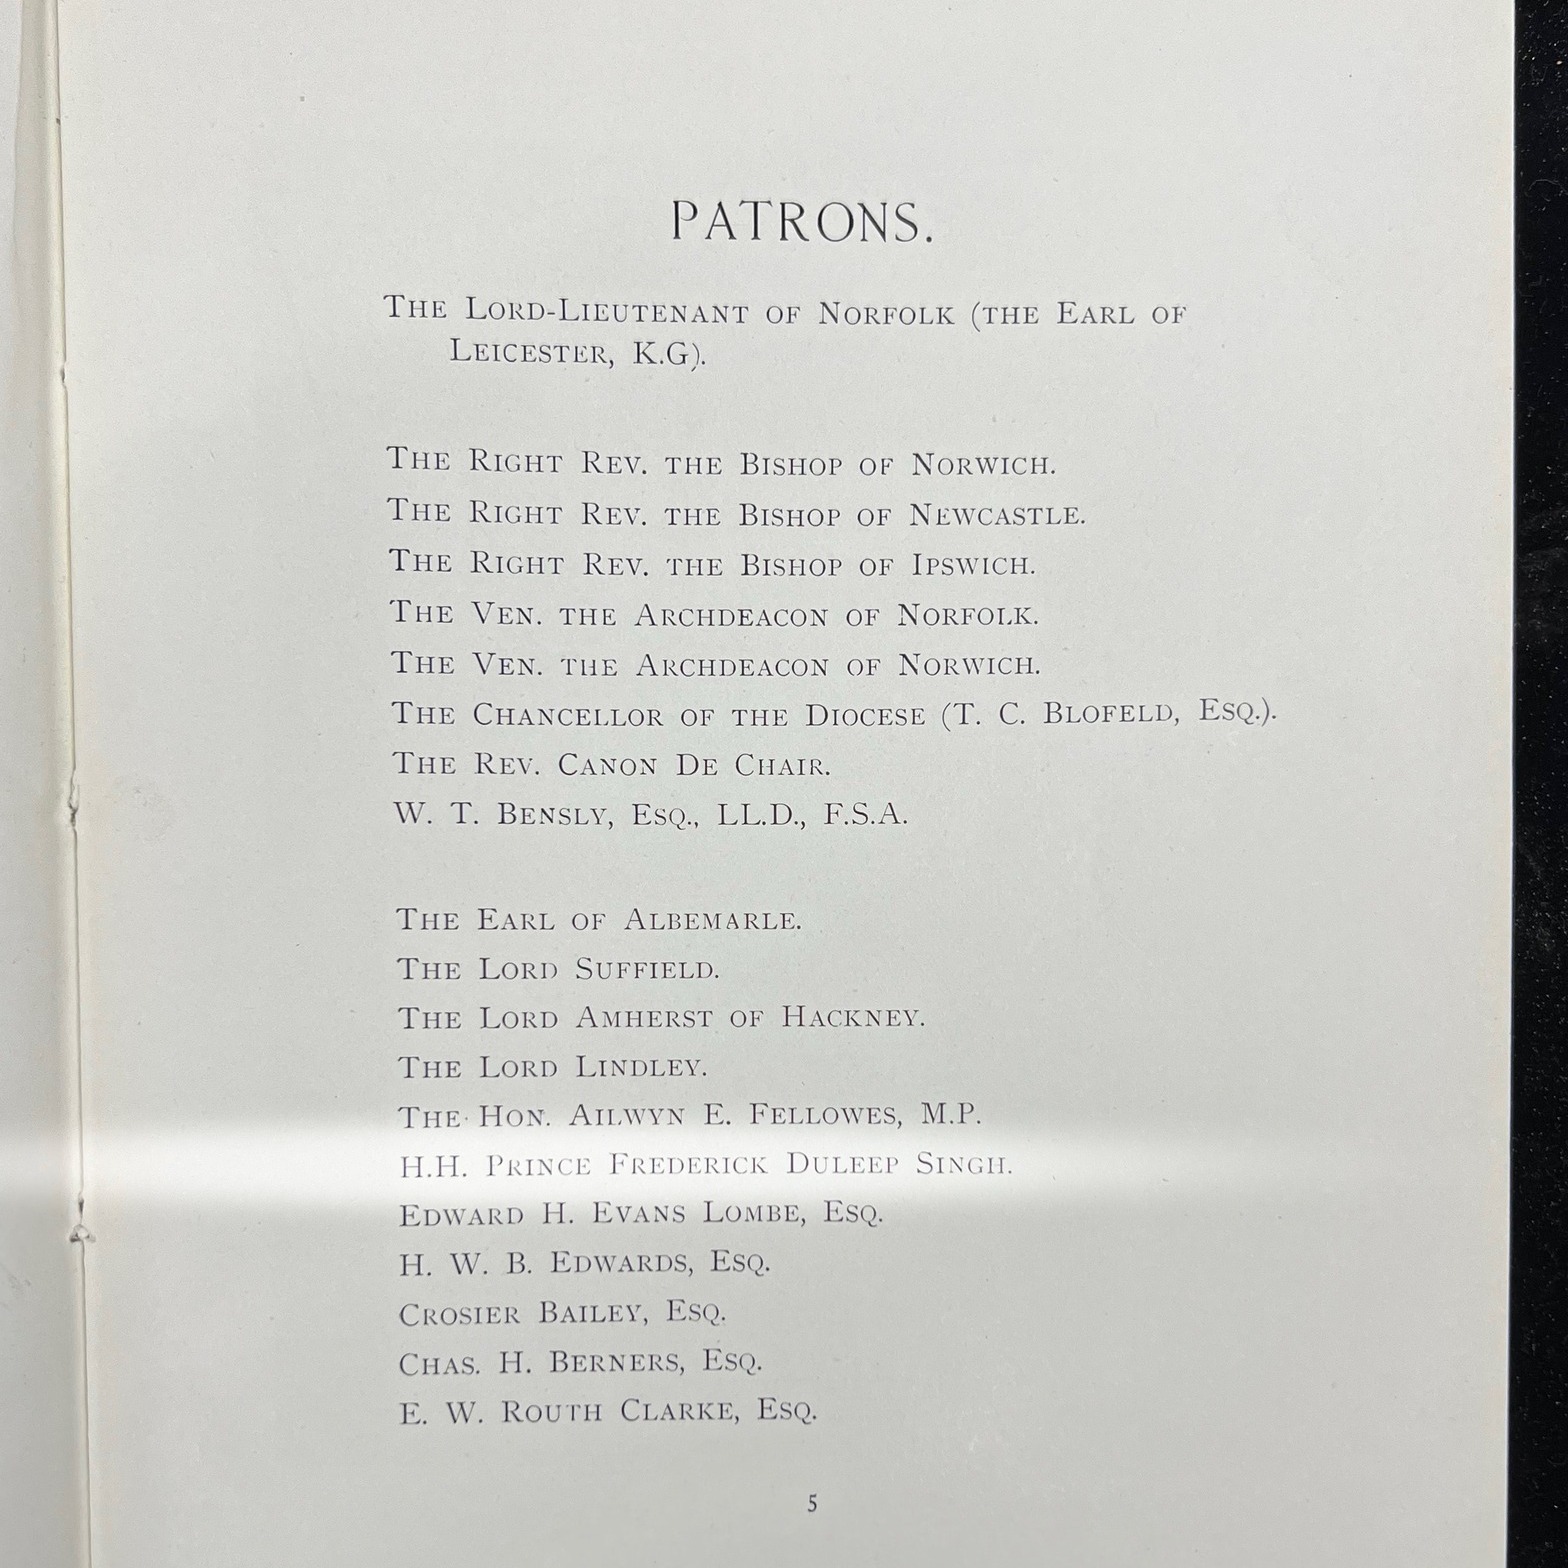 PATRONS.
The Lord-Lieutenant of Norfolk (the Earl of
Leicester, K.G).
The Right Rev. the Bishop of Norwich.
The Right Rev. the Bishop of Newcastle.
The Right Rev. the Bishop of Ipswich.
The Ven. the Archdeacon of Norfolk.
The Ven. the Archdeacon of Norwich.
The Chancellor of the Diocese (T. C. Blofeld, Esq.).
The Rev. Canon De Chair.
W. T. Bensly, Esq., LL.D., F.S.A.
The Earl of Albemarle.
The Lord Suffield.
The Lord Amherst of Hackney.
The Lord Lindley.
The Hon. Ailwyn E. Fellowes, M.P.
H.H. Prince Frederick Duleep Singh.
Edward H. Evans Lombe, Esq.
H. W. B. Edwards, Esq.
Crosier Bailey, Esq.
Chas. H. Berners, Esq.
E. W. Routh Clarke, Esq.
5